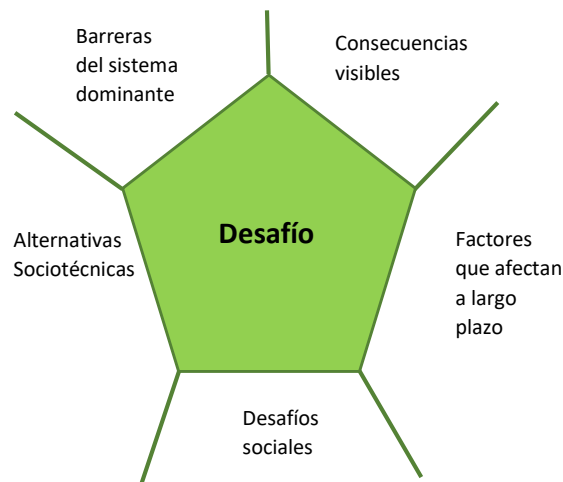 Barreras
del sistema
dominante
Consecuencias
visibles
Desafío
Alternativas
Sociotécnicas
Factores
que afectan
a largo
plazo
Desafíos
sociales